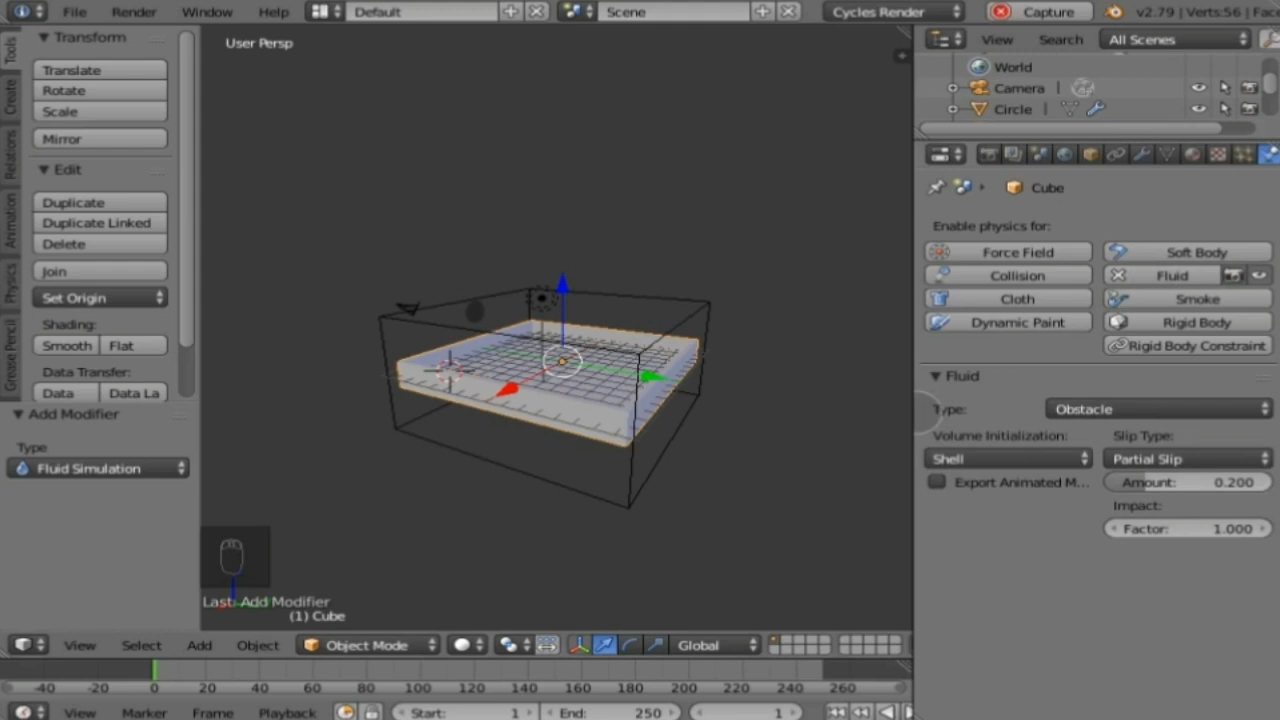 File Render Window Help Default Scene Cycles Render Capture v2.79 | Verts:56 |
Tools
Create
Relations
Animation
Physics
Grease Pencil
Transform
Translate
Rotate
Scale
Mirror
Edit
Duplicate
Duplicate Linked
Delete
Join
Set Origin
Shading:
Smooth Flat
Data Transfer:
Data Data La
Add Modifier
Type
Fluid Simulation
User Persp
Last: Add Modifier
(1) Cube
View Select Add Object Object Mode Global
-40 -20 0 20 40 60 80 100 120 140 160 180 200 220 240 260
View Marker Frame Playback Start: 1 End: 250 1
View Search All Scenes
World
Camera
Circle
Cube
Enable physics for:
Force Field Soft Body
Collision Fluid
Cloth Smoke
Dynamic Paint Rigid Body
Rigid Body Constraint
Fluid
Type: Obstacle
Volume Initialization: Slip Type:
Shell Partial Slip
Export Animated M... Amount: 0.200
Impact:
Factor: 1.000